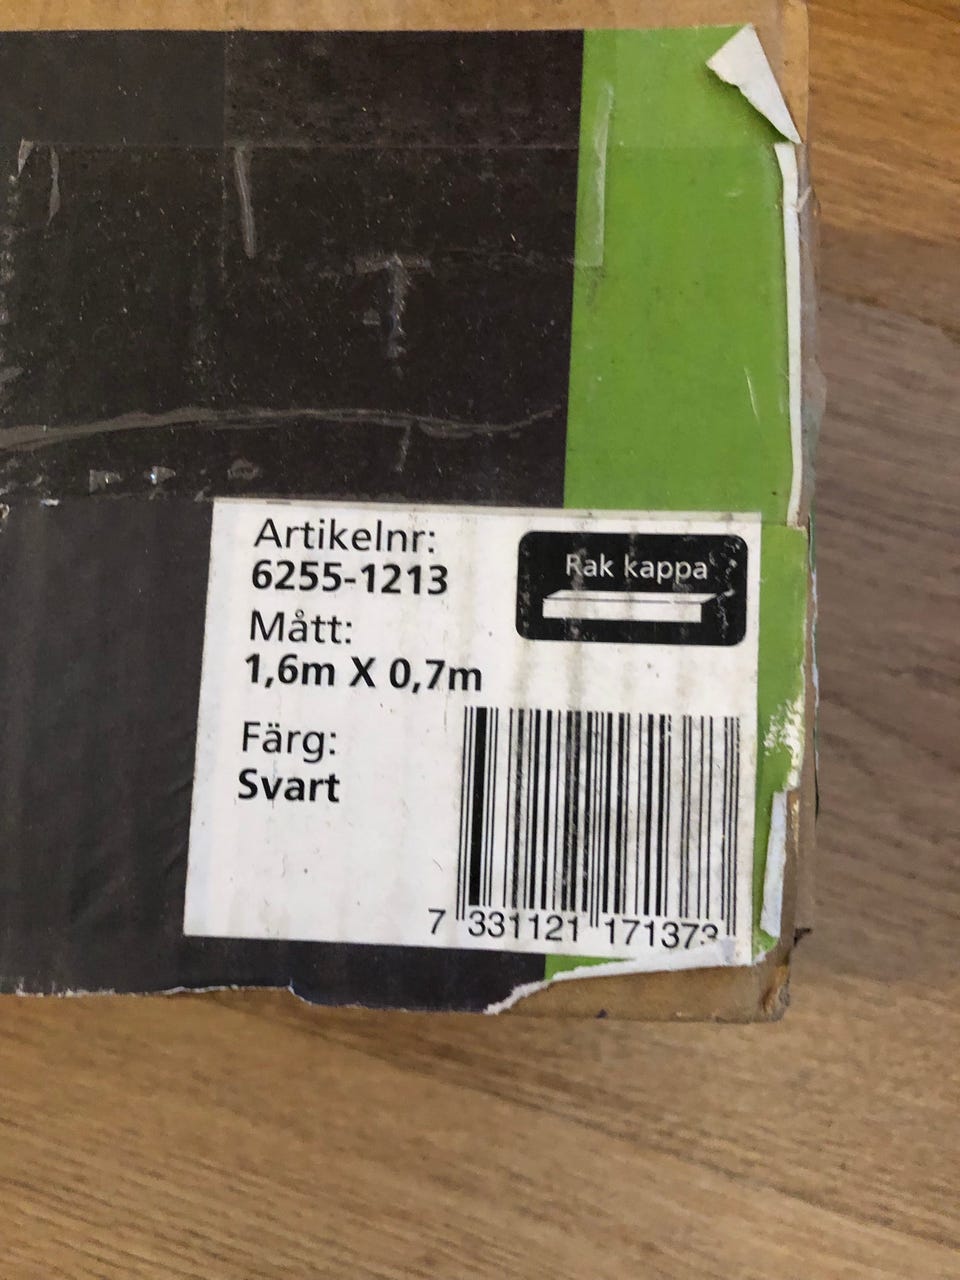 Artikelnr:
6255-1213
Mått:
1,6m X 0,7m
Färg:
Svart
Rak kappa
7 331121 171373